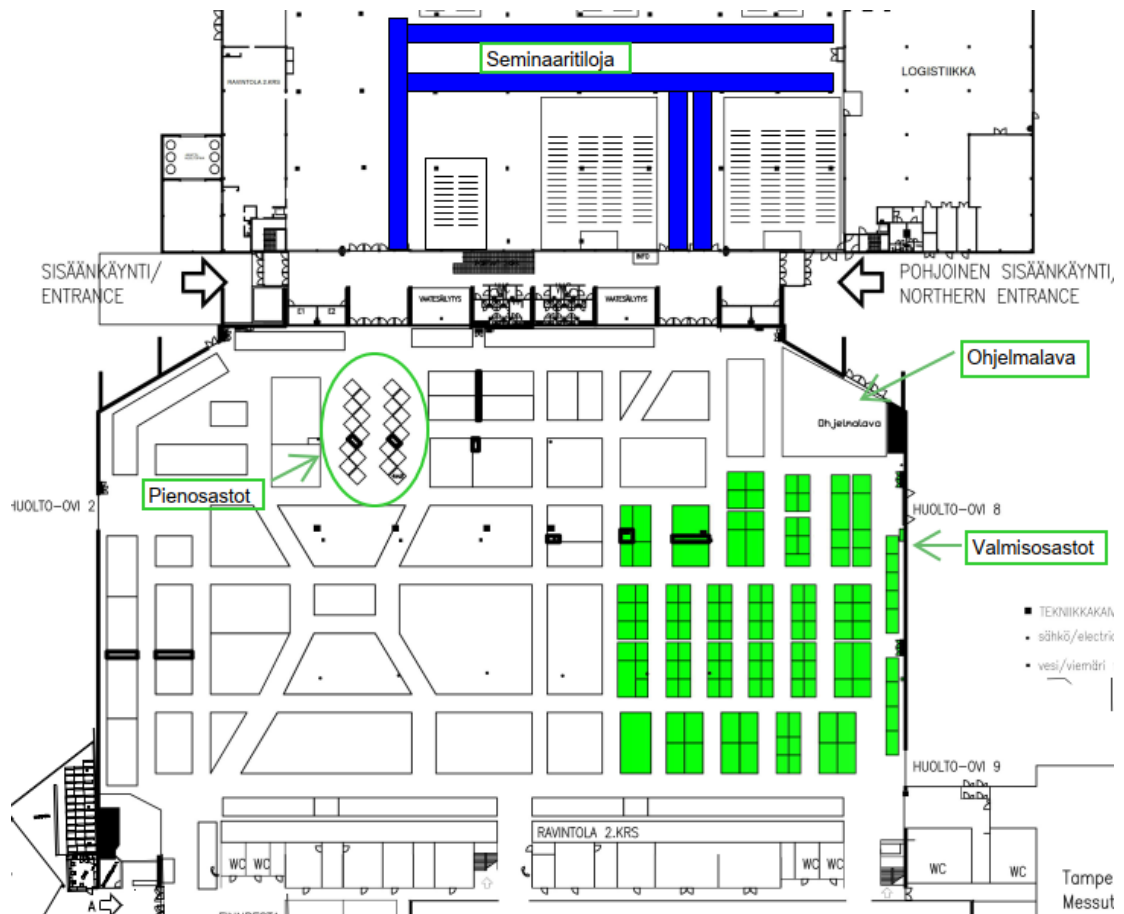 Seminaaritiloja
LOGISTIIKKA
RAVINTOLA 2.KRS
INFO
SISÄÄNKÄYNTI/
ENTRANCE
POHJOINEN SISÄÄNKÄYNTI/
NORTHERN ENTRANCE
VAATESÄILYTYS
VAATESÄILYTYS
Ohjelmalava
Ohjelmalava
Pienosastot
HUOLTO-OVI 2
HUOLTO-OVI 8
Valmisosastot
TEKNIIKKAKAN
sähkö/electric
vesi/viemäri
HUOLTO-OVI 9
RAVINTOLA 2.KRS
WC WC
WC WC
WC
WC
Tampe
Messut
A